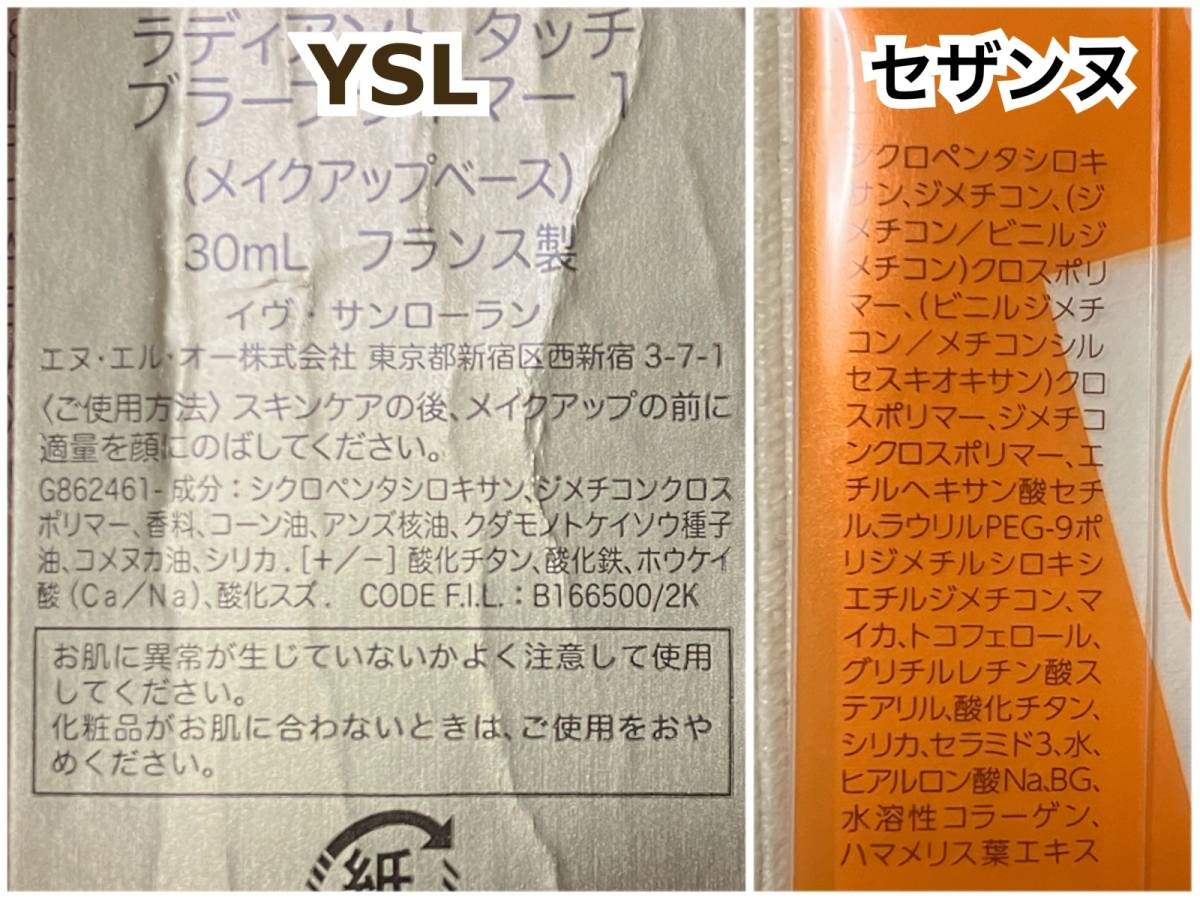 YSL
ラディアント タッチ
(メイクアップベース)
30mL フランス製
イヴ・サンローラン
エヌ・エル・オー株式会社 東京都新宿区西新宿 3-7-1
〈ご使用方法〉スキンケアの後、メイクアップの前に
適量を顔にのばしてください。
G862461- 成分:シクロペンタシロキサン、ジメチコンクロス
ポリマー、香料、コーン油、アンズ核油、クダモノトケイソウ種子
油、コメヌカ油、シリカ. [+/−] 酸化チタン、酸化鉄、ホウケイ
酸(Ca/Na)、酸化スズ. CODE F.I.L.:B166500/2K
お肌に異常が生じていないかよく注意して使用
してください。
化粧品がお肌に合わないときは、ご使用をおや
めください。
セザンヌ
シクロペンタシロキ
サン、ジメチコン、(ジ
メチコン/ビニルジ
メチコン)クロスポリ
マー、(ビニルジメチ
コン/メチコンシル
セスキオキサン)クロ
スポリマー、ジメチコ
ンクロスポリマー、エ
チルヘキサン酸セチ
ル、ラウリルPEG-9ポ
リジメチルシロキシ
エチルジメチコン、マ
イカ、トコフェロール、
グリチルレチン酸ス
テアリル、酸化チタン、
シリカ、セラミド3、水、
ヒアルロン酸Na、BG、
水溶性コラーゲン、
ハマメリス葉エキス